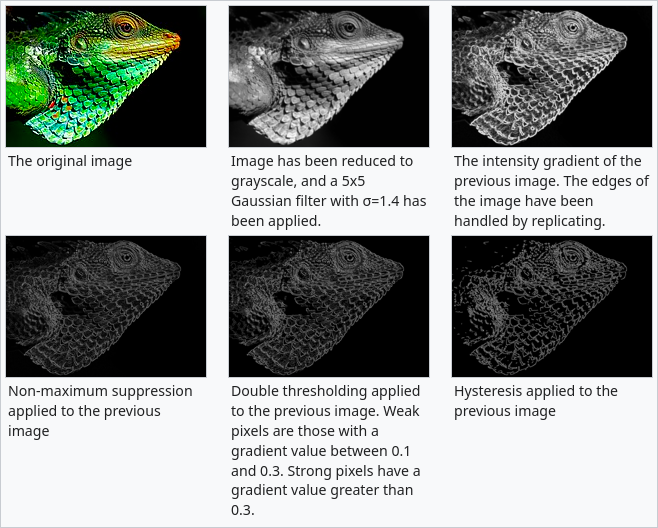 The original image
Image has been reduced to
grayscale, and a 5x5
Gaussian filter with σ=1.4 has
been applied.
The intensity gradient of the
previous image. The edges of
the image have been
handled by replicating.
Non-maximum suppression
applied to the previous
image
Double thresholding applied
to the previous image. Weak
pixels are those with a
gradient value between 0.1
and 0.3. Strong pixels have a
gradient value greater than
0.3.
Hysteresis applied to the
previous image